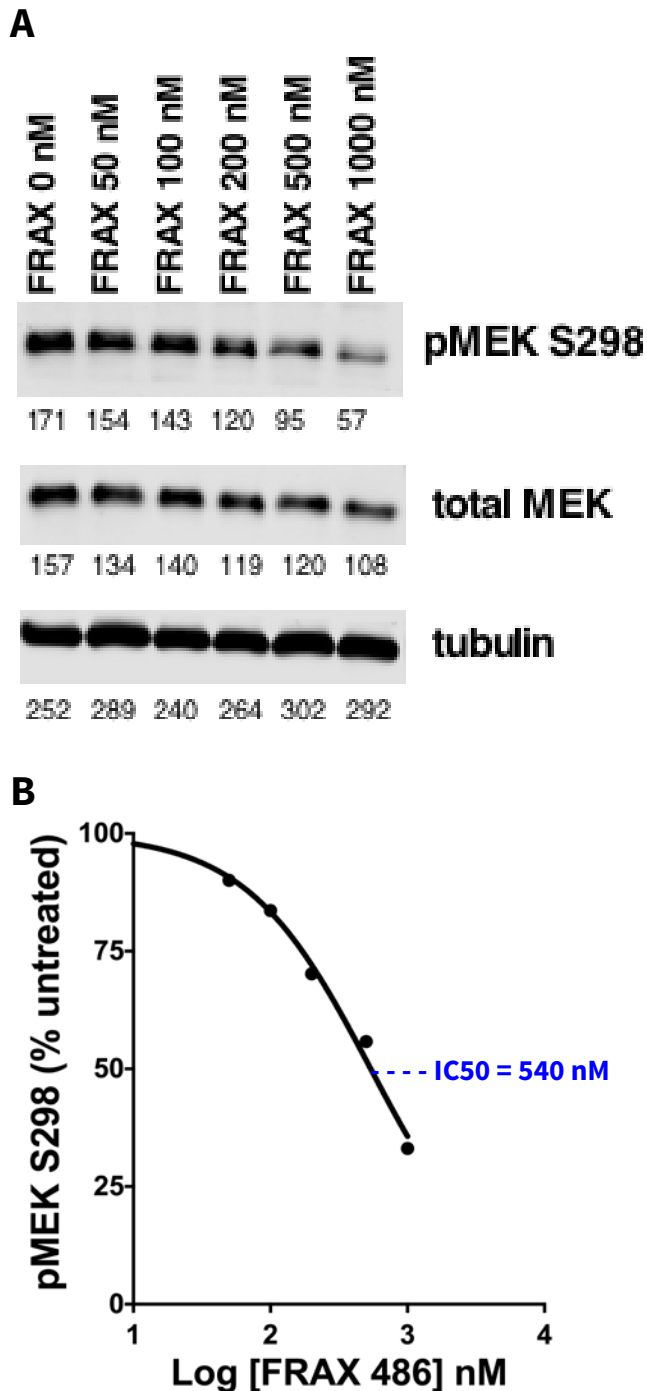 A
FRAX 0 nM
FRAX 50 nM
FRAX 100 nM
FRAX 200 nM
FRAX 500 nM
FRAX 1000 nM
pMEK S298
171 154 143 120 95 57
total MEK
157 134 140 119 120 108
tubulin
252 289 240 264 302 292
B
pMEK S298 (% untreated)
100
75
50
25
0
IC50 = 540 nM
1 2 3 4
Log [FRAX 486] nM